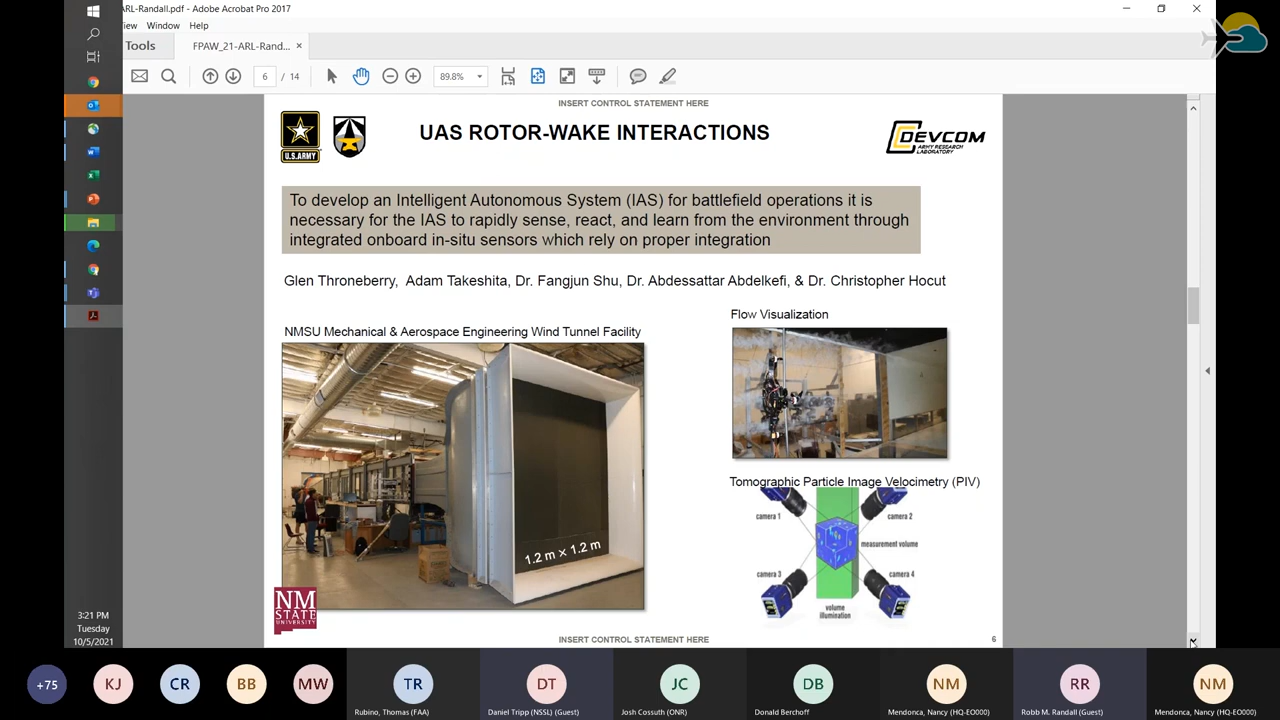 ARL-Randall.pdf - Adobe Acrobat Pro 2017
View Window Help
Tools
FPAW_21-ARL-Rand... ×
6 / 14
89.8%
INSERT CONTROL STATEMENT HERE
U.S. ARMY
UAS ROTOR-WAKE INTERACTIONS
DEVCOM
ARMY RESEARCH
LABORATORY
To develop an Intelligent Autonomous System (IAS) for battlefield operations it is
necessary for the IAS to rapidly sense, react, and learn from the environment through
integrated onboard in-situ sensors which rely on proper integration
Glen Throneberry, Adam Takeshita, Dr. Fangjun Shu, Dr. Abdessattar Abdelkefi, & Dr. Christopher Hocut
Flow Visualization
NMSU Mechanical & Aerospace Engineering Wind Tunnel Facility
1.2 m × 1.2 m
Tomographic Particle Image Velocimetry (PIV)
camera 1
camera 2
measurement volume
camera 3
camera 4
volume
illumination
NM
STATE
UNIVERSITY
INSERT CONTROL STATEMENT HERE
6
3:21 PM
Tuesday
10/5/2021
+75
KJ
CR
BB
MW
TR
DT
JC
DB
NM
RR
NM
Rubino, Thomas (FAA)
Daniel Tripp (NSSL) (Guest)
Josh Cossuth (ONR)
Donald Berchoff
Mendonca, Nancy (HQ-EO000)
Robb M. Randall (Guest)
Mendonca, Nancy (HQ-EO000)